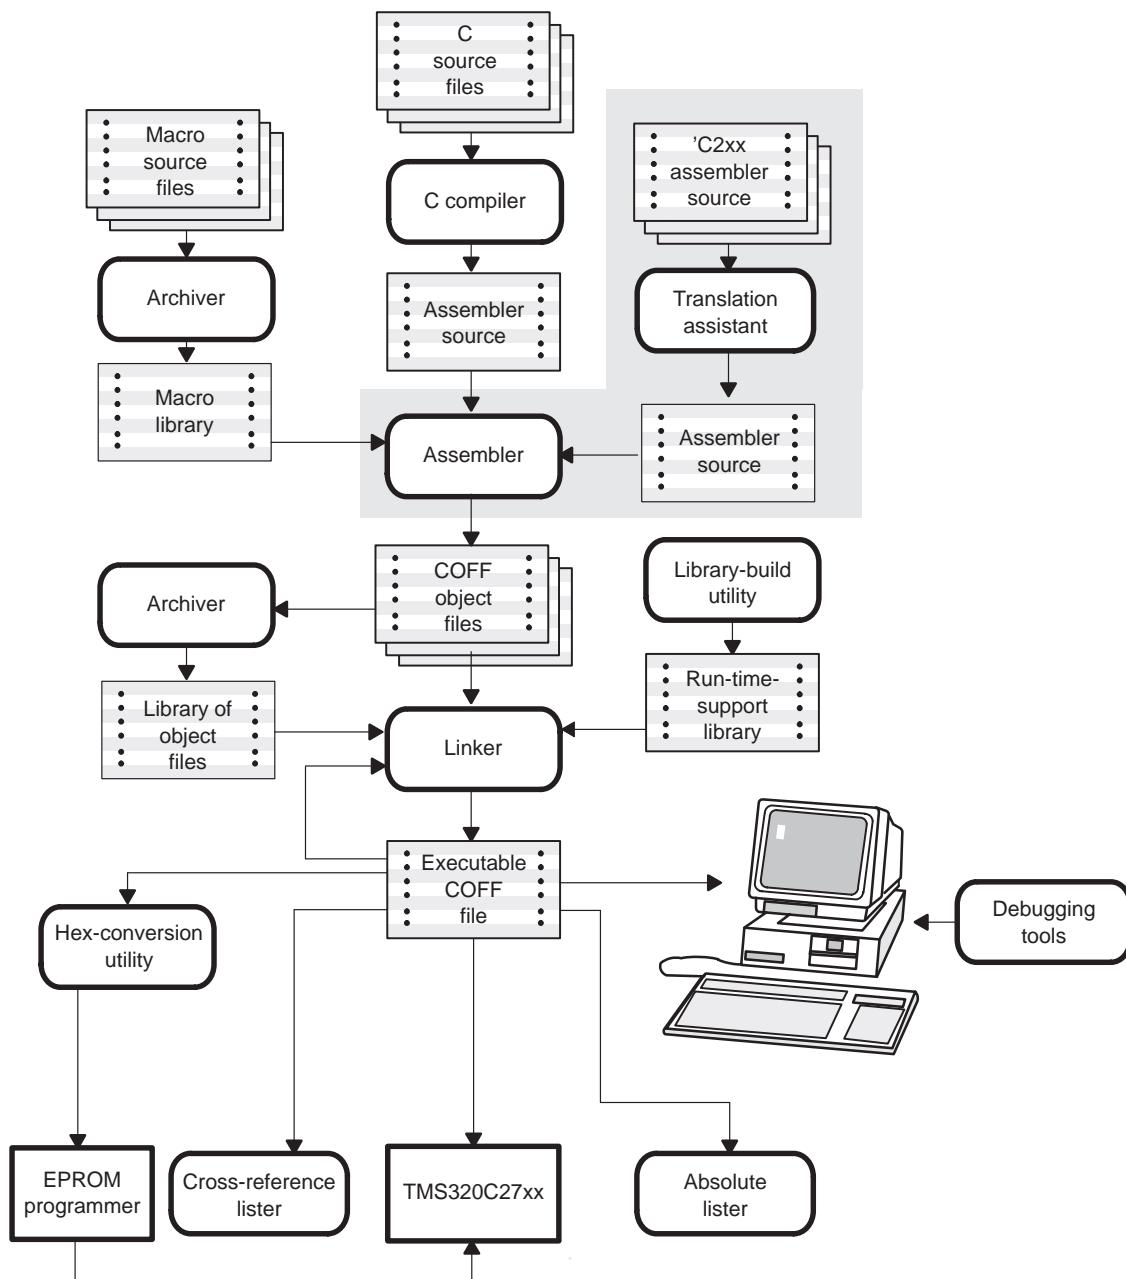 C
source
files
Macro
source
files
'C2xx
assembler
source
C compiler
Archiver
Assembler
source
Translation
assistant
Macro
library
Assembler
Assembler
source
Archiver
COFF
object
files
Library-build
utility
Library of
object
files
Linker
Run-time-
support
library
Executable
COFF
file
Debugging
tools
Hex-conversion
utility
EPROM
programmer
Cross-reference
lister
TMS320C27xx
Absolute
lister